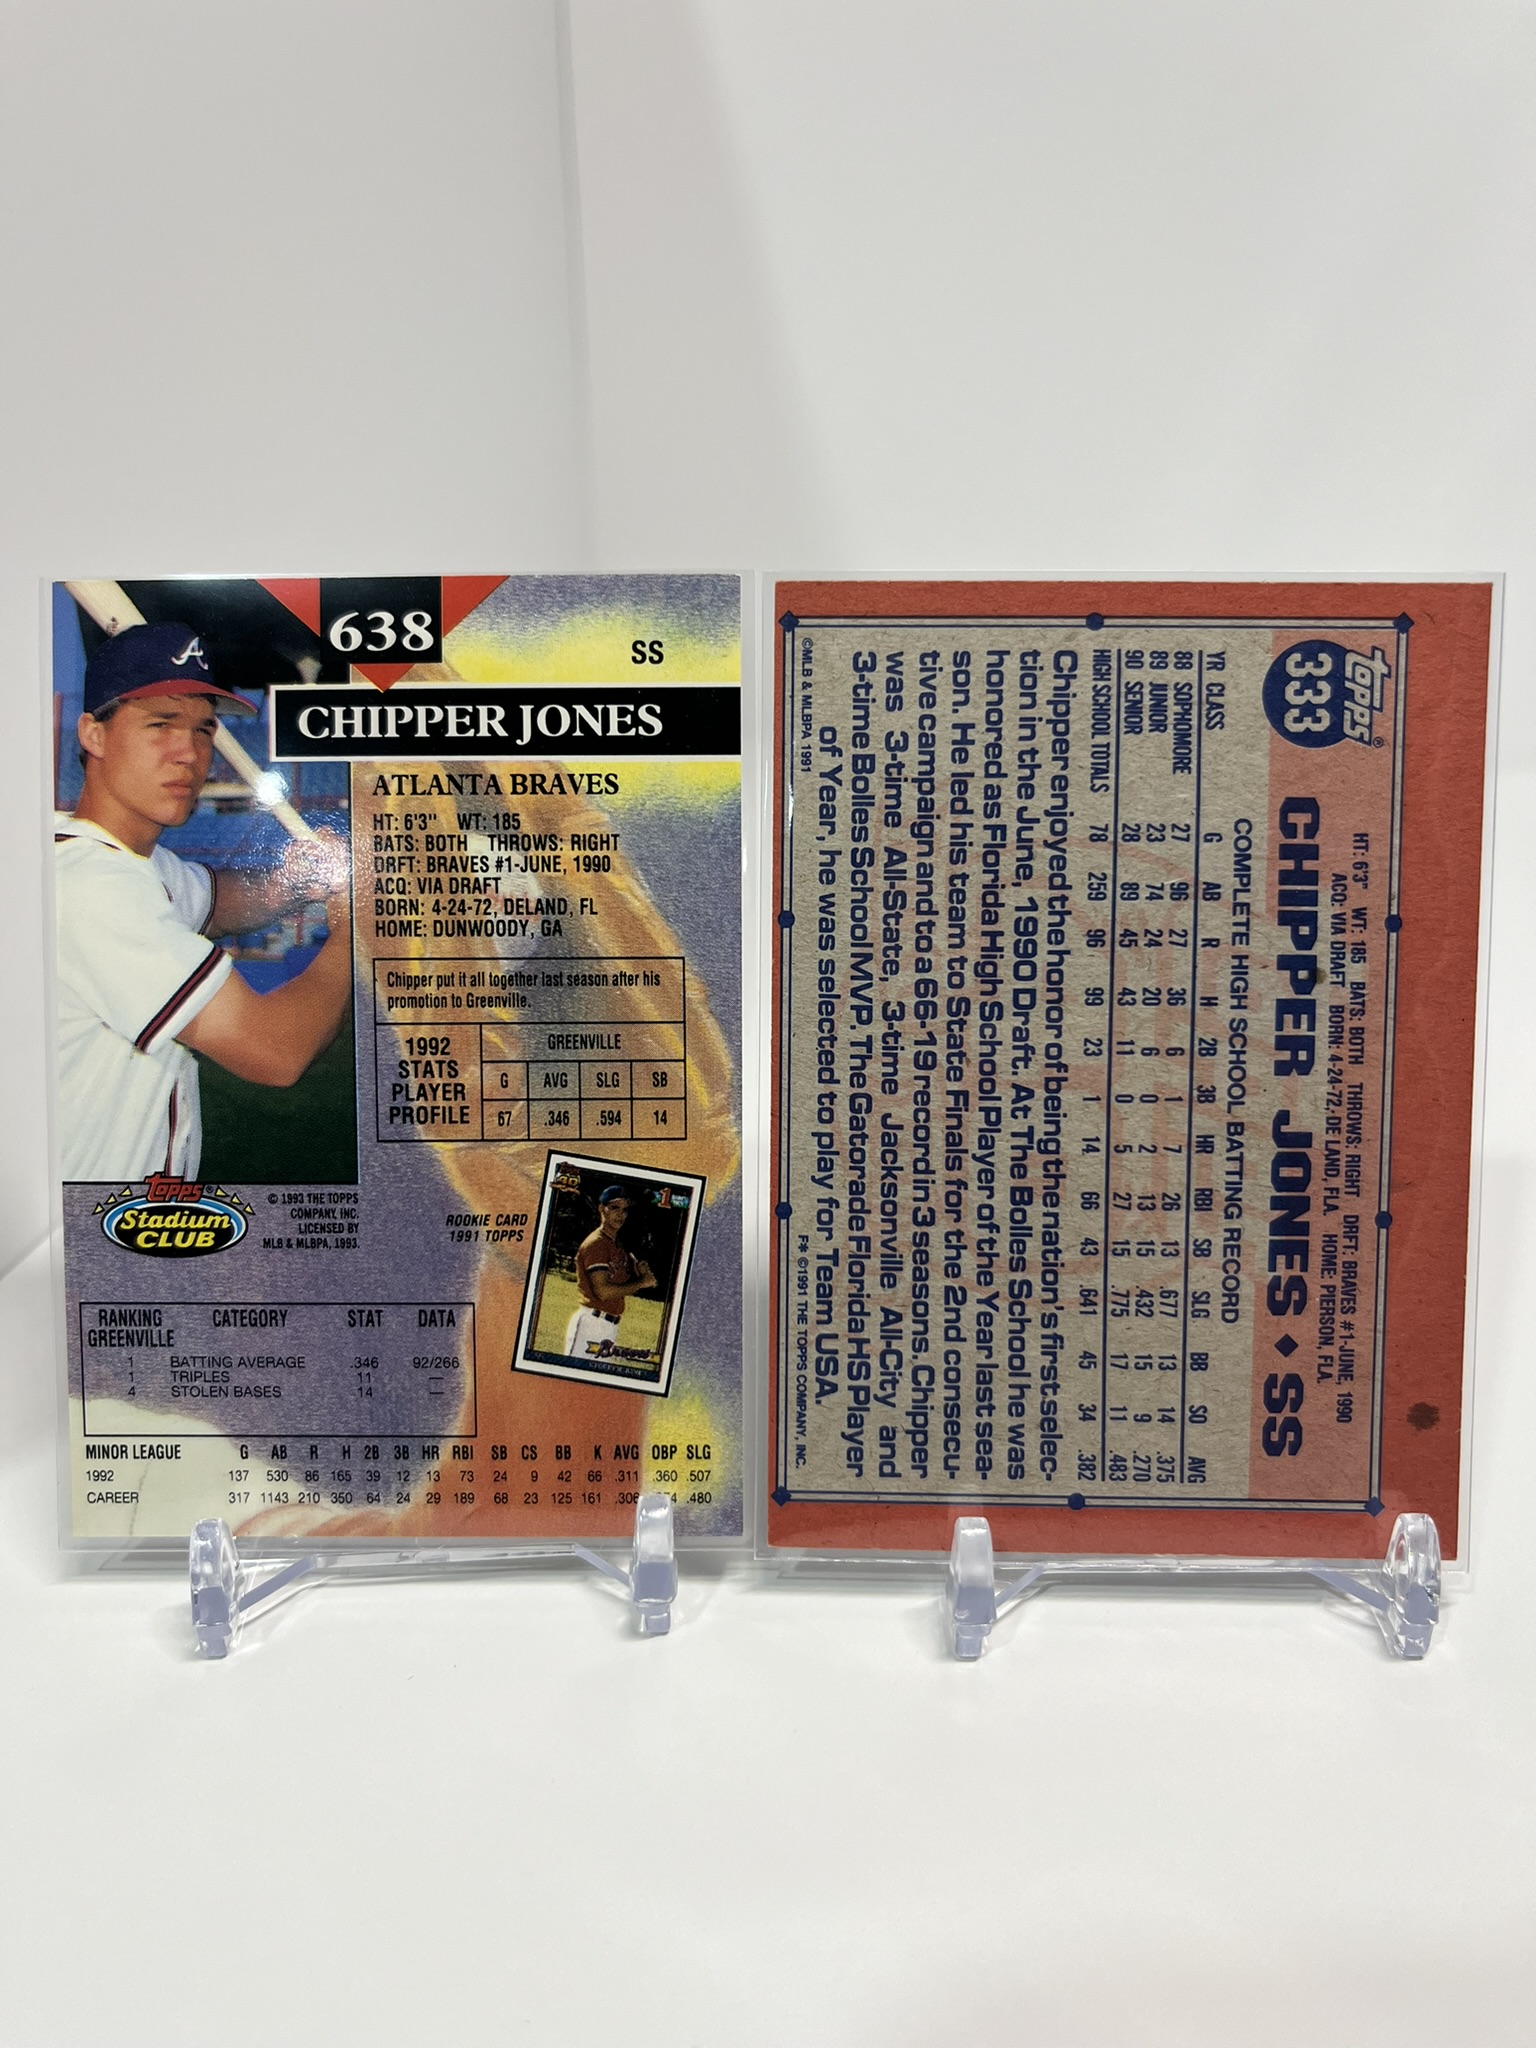 638
SS
CHIPPER JONES
ATLANTA BRAVES
HT: 6'3" WT: 185
BATS: BOTH THROWS: RIGHT
DRFT: BRAVES #1-JUNE, 1990
ACQ: VIA DRAFT
BORN: 4-24-72, DELAND, FL
HOME: DUNWOODY, GA
Chipper put it all together last season after his
promotion to Greenville.
1992
STATS
PLAYER
PROFILE
GREENVILLE
G AVG SLG SB
67 .346 .594 14
topps®
Stadium
CLUB
© 1993 THE TOPPS
COMPANY, INC.
LICENSED BY
MLB & MLBPA, 1993.
ROOKIE CARD
1991 TOPPS
Braves
RANKING CATEGORY STAT DATA
GREENVILLE
1 BATTING AVERAGE .346 92/266
1 TRIPLES 11 —
4 STOLEN BASES 14 —
MINOR LEAGUE G AB R H 2B 3B HR RBI SB CS BB K AVG OBP SLG
1992 137 530 86 165 39 12 13 73 24 9 42 66 .311 .360 .507
CAREER 317 1143 210 350 64 24 29 189 68 23 125 161 .306 .480
topps®
333
HT: 6'3" WT: 185 BATS: BOTH THROWS: RIGHT DRFT: BRAVES #1-JUNE, 1990
ACQ: VIA DRAFT BORN: 4-24-72, DE LAND, FLA. HOME: PIERSON, FLA.
CHIPPER JONES ◆ SS
COMPLETE HIGH SCHOOL BATTING RECORD
YR CLASS G AB R H 2B 3B HR RBI SB SLG BB SO AVG
88 SOPHOMORE 27 96 27 36 6 1 7 26 13 .677 13 14 .375
89 JUNIOR 23 74 24 20 6 0 2 13 15 .432 15 9 .270
90 SENIOR 28 89 45 43 11 0 5 27 15 .775 17 11 .483
HIGH SCHOOL TOTALS 78 259 96 99 23 1 14 66 43 .641 45 34 .382
Chipper enjoyed the honor of being the nation's first selec-
tion in the June, 1990 Draft. At The Bolles School he was
honored as Florida High School Player of the Year last sea-
son. He led his team to State Finals for the 2nd consecu-
tive campaign and to a 66-19 record in 3 seasons. Chipper
was 3-time All-State, 3-time Jacksonville All-City and
3-time Bolles School MVP. The Gatorade Florida HS Player
of Year, he was selected to play for Team USA.
©MLB & MLBPA 1991
F* ©1991 THE TOPPS COMPANY, INC.